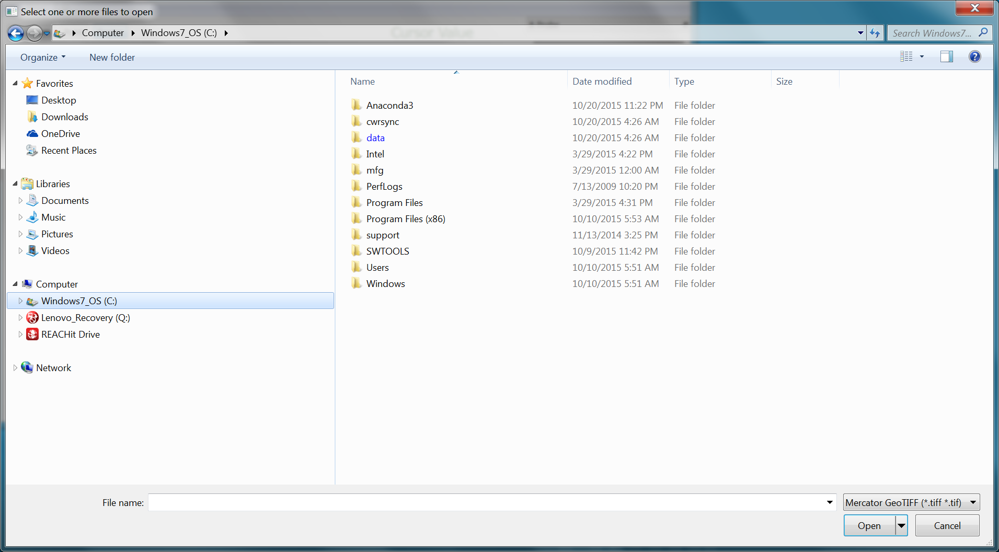 Select one or more files to open
Computer Windows7_OS (C:)
Search Windows7...
Cursor Value
Organize New folder
Favorites
Desktop
Downloads
OneDrive
Recent Places
Libraries
Documents
Music
Pictures
Videos
Computer
Windows7_OS (C:)
Lenovo_Recovery (Q:)
REACHit Drive
Network
Name Date modified Type Size
Anaconda3 10/20/2015 11:22 PM File folder
cwrsync 10/20/2015 4:26 AM File folder
data 10/20/2015 4:26 AM File folder
Intel 3/29/2015 4:22 PM File folder
mfg 3/29/2015 12:00 AM File folder
PerfLogs 7/13/2009 10:20 PM File folder
Program Files 3/29/2015 4:31 PM File folder
Program Files (x86) 10/10/2015 5:53 AM File folder
support 11/13/2014 3:25 PM File folder
SWTOOLS 10/9/2015 11:42 PM File folder
Users 10/10/2015 5:51 AM File folder
Windows 10/10/2015 5:51 AM File folder
File name:
Mercator GeoTIFF (*.tiff *.tif)
Open Cancel